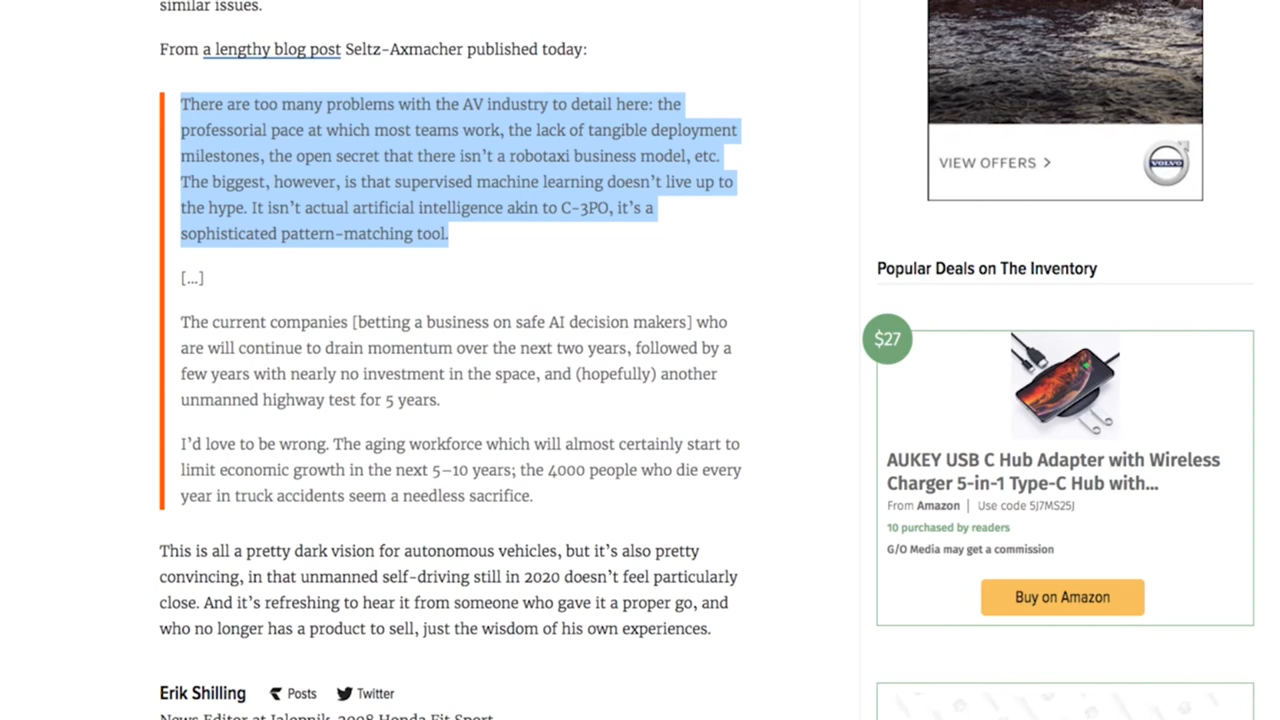 similar issues.
From a lengthy blog post Seltz-Axmacher published today:
There are too many problems with the AV industry to detail here: the
professorial pace at which most teams work, the lack of tangible deployment
milestones, the open secret that there isn’t a robotaxi business model, etc.
The biggest, however, is that supervised machine learning doesn’t live up to
the hype. It isn’t actual artificial intelligence akin to C-3PO, it’s a
sophisticated pattern-matching tool.
[...]
The current companies [betting a business on safe AI decision makers] who
are will continue to drain momentum over the next two years, followed by a
few years with nearly no investment in the space, and (hopefully) another
unmanned highway test for 5 years.
I’d love to be wrong. The aging workforce which will almost certainly start to
limit economic growth in the next 5–10 years; the 4000 people who die every
year in truck accidents seem a needless sacrifice.
This is all a pretty dark vision for autonomous vehicles, but it’s also pretty
convincing, in that unmanned self-driving still in 2020 doesn’t feel particularly
close. And it’s refreshing to hear it from someone who gave it a proper go, and
who no longer has a product to sell, just the wisdom of his own experiences.
Erik Shilling Posts Twitter
News Editor at Jalopnik. 2008 Honda Fit Sport.
VIEW OFFERS >
VOLVO
Popular Deals on The Inventory
$27
AUKEY USB C Hub Adapter with Wireless
Charger 5-in-1 Type-C Hub with...
From Amazon | Use code 5J7MS25J
10 purchased by readers
G/O Media may get a commission
Buy on Amazon